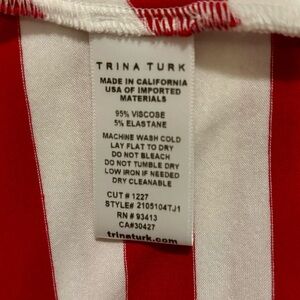 TRINA TURK
MADE IN CALIFORNIA
USA OF IMPORTED
MATERIALS
95% VISCOSE
5% ELASTANE
MACHINE WASH COLD
LAY FLAT TO DRY
DO NOT BLEACH
DO NOT TUMBLE DRY
LOW IRON IF NEEDED
DRY CLEANABLE
CUT # 1227
STYLE# 2105104TJ1
RN # 93413
CA#30427
trinaturk.com